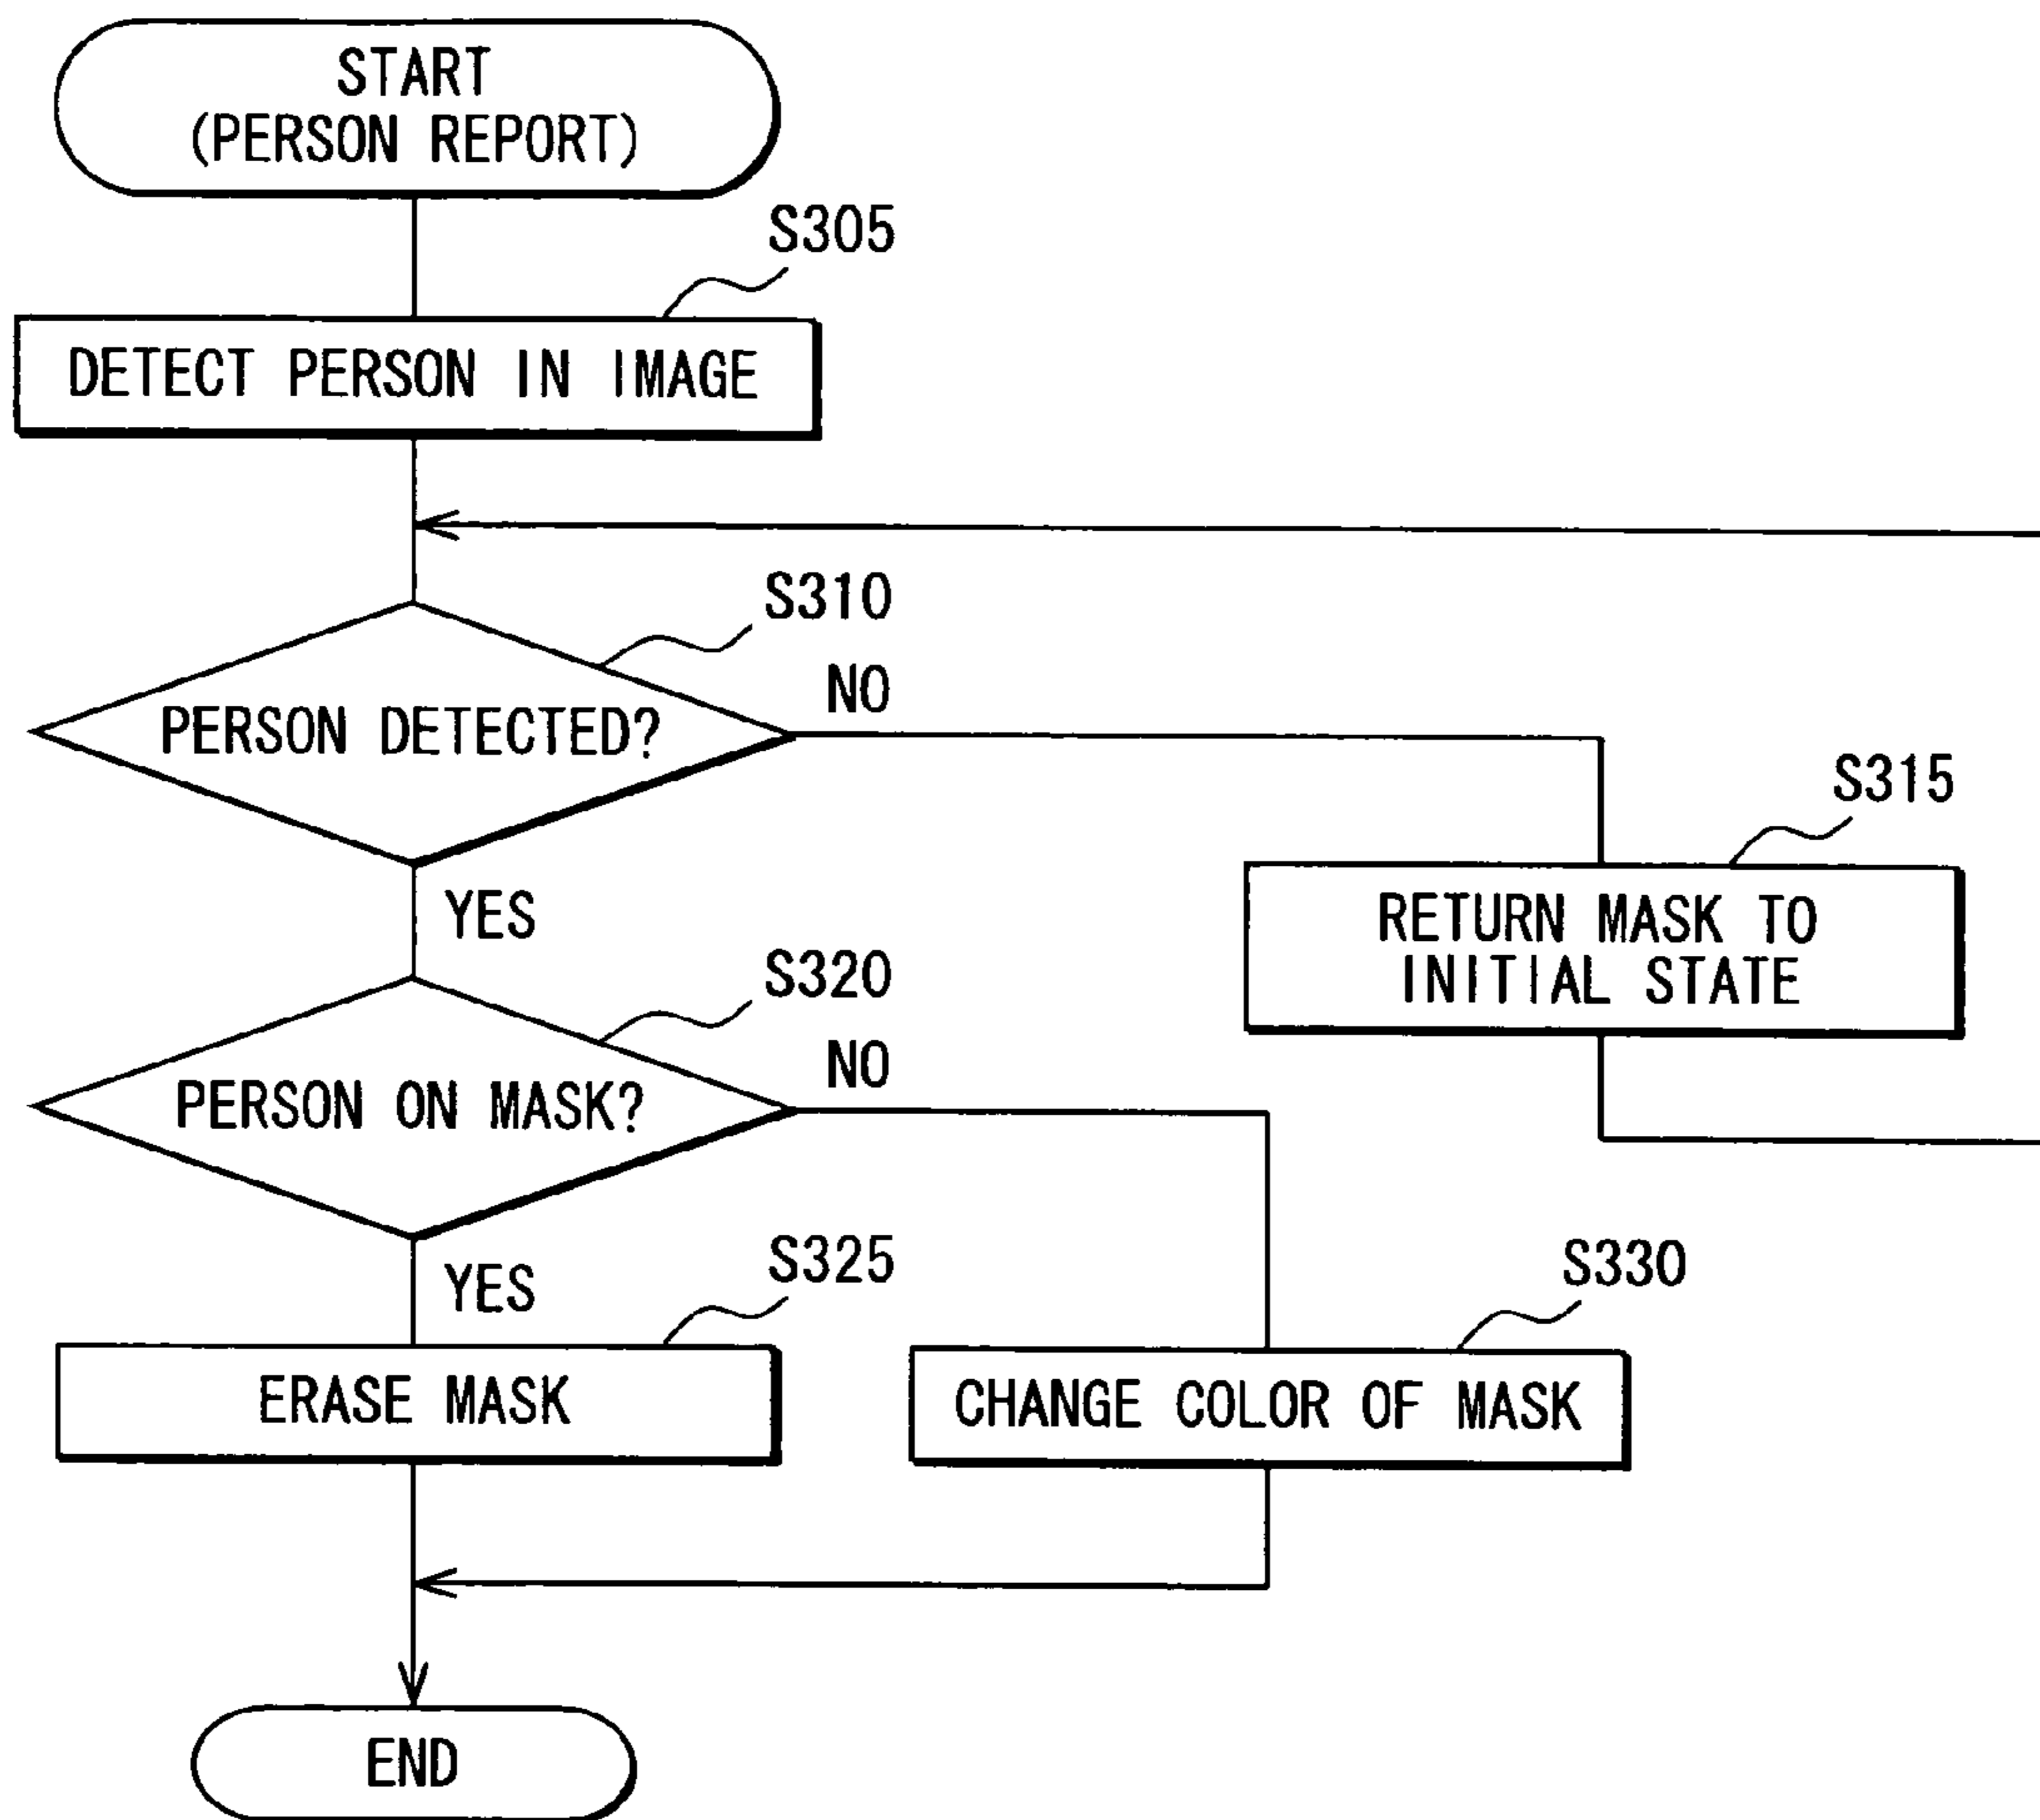 START
(PERSON REPORT)
S305
DETECT PERSON IN IMAGE
S310
PERSON DETECTED?
NO
YES
S315
RETURN MASK TO
INITIAL STATE
S320
PERSON ON MASK?
NO
YES
S325
ERASE MASK
S330
CHANGE COLOR OF MASK
END